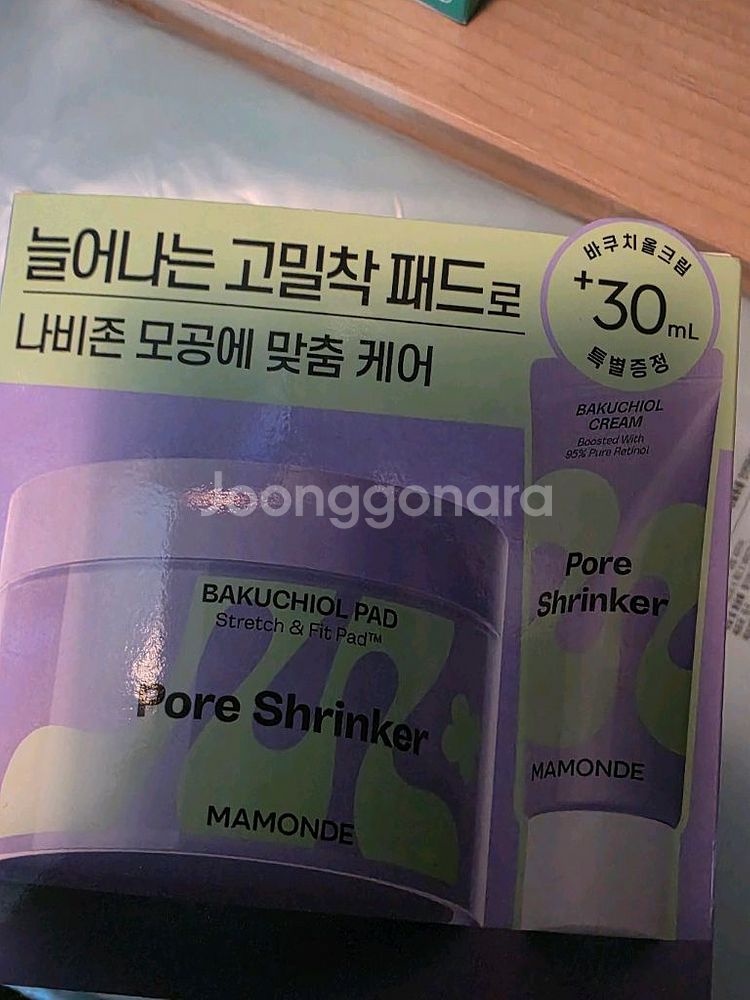 늘어나는 고밀착 패드로
나비존 모공에 맞춤 케어
바쿠치올크림
+30mL
특별증정
BAKUCHIOL
CREAM
Boosted With
95% Pure Retinol
Pore
Shrinker
MAMONDE
Joonggonara
BAKUCHIOL PAD
Stretch & Fit Pad™
Pore Shrinker
MAMONDE